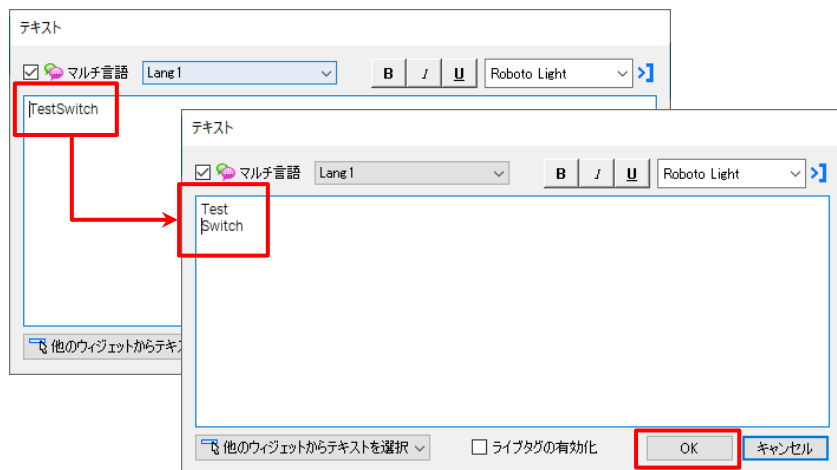 テキスト
マルチ言語 Lang1 B I U Roboto Light
TestSwitch
他のウィジェットからテキ
テキスト
マルチ言語 Lang1 B I U Roboto Light
Test
Switch
他のウィジェットからテキストを選択 ライブタグの有効化 OK キャンセル